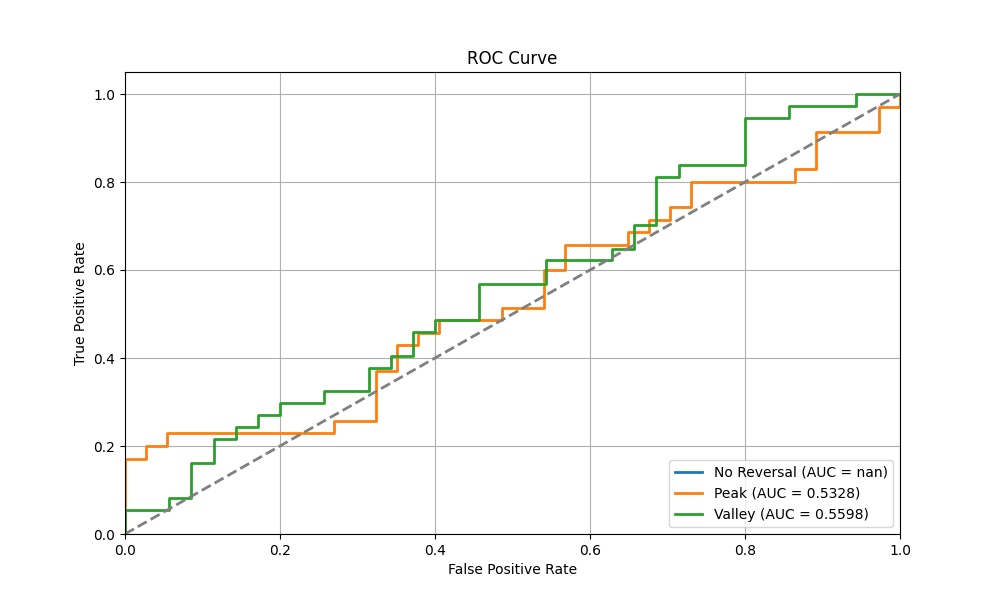 ROC Curve
True Positive Rate
1.0
0.8
0.6
0.4
0.2
0.0
0.0 0.2 0.4 0.6 0.8 1.0
False Positive Rate
No Reversal (AUC = nan)
Peak (AUC = 0.5328)
Valley (AUC = 0.5598)